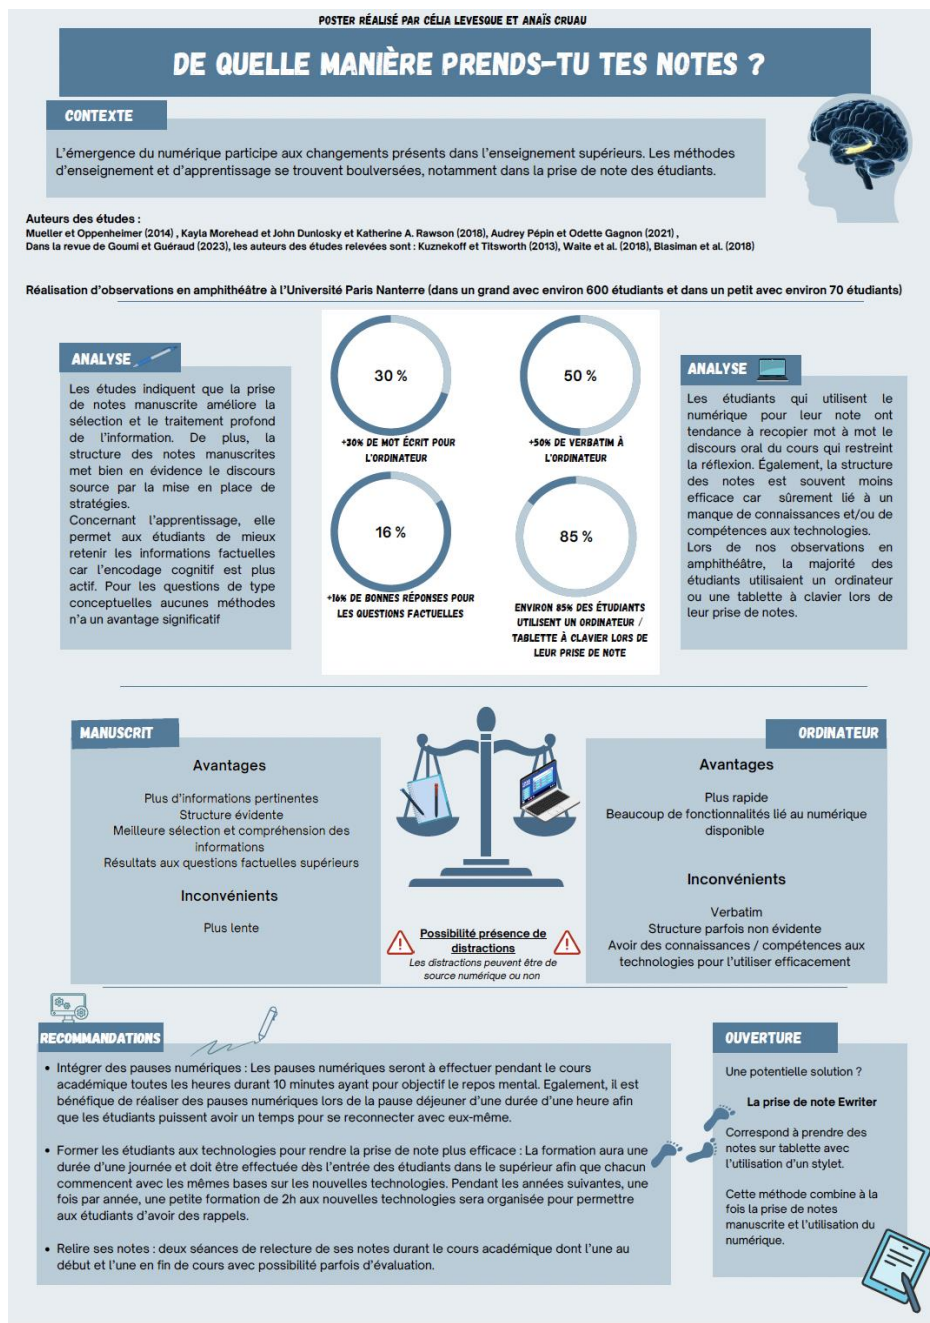 POSTER RÉALISÉ PAR CÉLIA LEVESQUE ET ANAÏS CRUAU
DE QUELLE MANIÈRE PRENDS-TU TES NOTES ?
CONTEXTE
L'émergence du numérique participe aux changements présents dans l'enseignement supérieurs. Les méthodes
d'enseignement et d'apprentissage se trouvent boulversées, notamment dans la prise de note des étudiants.
Auteurs des études :
Mueller et Oppenheimer (2014) , Kayla Morehead et John Dunlosky et Katherine A. Rawson (2018), Audrey Pépin et Odette Gagnon (2021) ,
Dans la revue de Goumi et Guéraud (2023), les auteurs des études relevées sont : Kuznekoff et Titsworth (2013), Waite et al. (2018), Blasiman et al. (2018)
Réalisation d'observations en amphithéâtre à l'Université Paris Nanterre (dans un grand avec environ 600 étudiants et dans un petit avec environ 70 étudiants)
ANALYSE
Les études indiquent que la prise
de notes manuscrite améliore la
sélection et le traitement profond
de l'information. De plus, la
structure des notes manuscrites
met bien en évidence le discours
source par la mise en place de
stratégies.
Concernant l'apprentissage, elle
permet aux étudiants de mieux
retenir les informations factuelles
car l'encodage cognitif est plus
actif. Pour les questions de type
conceptuelles aucunes méthodes
n'a un avantage significatif
30 %
+30% DE MOT ÉCRIT POUR
L'ORDINATEUR
50 %
+50% DE VERBATIM À
L'ORDINATEUR
16 %
+16% DE BONNES RÉPONSES POUR
LES QUESTIONS FACTUELLES
85 %
ENVIRON 85% DES ÉTUDIANTS
UTILISENT UN ORDINATEUR /
TABLETTE À CLAVIER LORS DE
LEUR PRISE DE NOTE
ANALYSE
Les étudiants qui utilisent le
numérique pour leur note ont
tendance à recopier mot à mot le
discours oral du cours qui restreint
la réflexion. Également, la structure
des notes est souvent moins
efficace car sûrement lié à un
manque de connaissances et/ou de
compétences aux technologies.
Lors de nos observations en
amphithéâtre, la majorité des
étudiants utilisaient un ordinateur
ou une tablette à clavier lors de
leur prise de notes.
MANUSCRIT
Avantages
Plus d'informations pertinentes
Structure évidente
Meilleure sélection et compréhension des
informations
Résultats aux questions factuelles supérieurs
Inconvénients
Plus lente
Possibilité présence de
distractions
Les distractions peuvent être de
source numérique ou non
ORDINATEUR
Avantages
Plus rapide
Beaucoup de fonctionnalités lié au numérique
disponible
Inconvénients
Verbatim
Structure parfois non évidente
Avoir des connaissances / compétences aux
technologies pour l'utiliser efficacement
RECOMMANDATIONS
• Intégrer des pauses numériques : Les pauses numériques seront à effectuer pendant le cours
académique toutes les heures durant 10 minutes ayant pour objectif le repos mental. Egalement, il est
bénéfique de réaliser des pauses numériques lors de la pause déjeuner d'une durée d'une heure afin
que les étudiants puissent avoir un temps pour se reconnecter avec eux-même.
• Former les étudiants aux technologies pour rendre la prise de note plus efficace : La formation aura une
durée d'une journée et doit être effectuée dès l'entrée des étudiants dans le supérieur afin que chacun
commencent avec les mêmes bases sur les nouvelles technologies. Pendant les années suivantes, une
fois par année, une petite formation de 2h aux nouvelles technologies sera organisée pour permettre
aux étudiants d'avoir des rappels.
• Relire ses notes : deux séances de relecture de ses notes durant le cours académique dont l'une au
début et l'une en fin de cours avec possibilité parfois d'évaluation.
OUVERTURE
Une potentielle solution ?
La prise de note Ewriter
Correspond à prendre des
notes sur tablette avec
l'utilisation d'un stylet.
Cette méthode combine à la
fois la prise de notes
manuscrite et l'utilisation du
numérique.